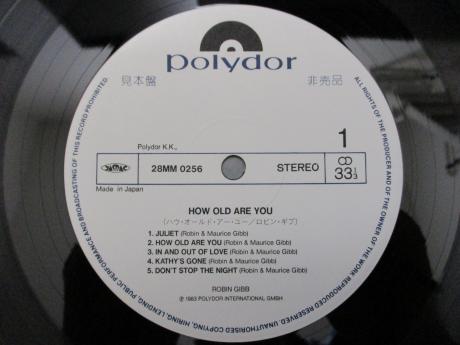 polydor
見本盤
非売品
Polydor K.K.,
1
28MM 0256
STEREO
33 1/3
Made in Japan
HOW OLD ARE YOU
(ハウ・オールド・アー・ユー/ロビン・ギブ)
1. JULIET (Robin & Maurice Gibb)
2. HOW OLD ARE YOU (Robin & Maurice Gibb)
3. IN AND OUT OF LOVE (Robin & Maurice Gibb)
4. KATHY'S GONE (Robin & Maurice Gibb)
5. DON'T STOP THE NIGHT (Robin & Maurice Gibb)
ROBIN GIBB
℗ 1983 POLYDOR INTERNATIONAL GMBH
ALL RIGHTS OF THE PRODUCER AND OF THE OWNER OF THE WORK REPRODUCED RESERVED. UNAUTHORISED COPYING, HIRING, LENDING, PUBLIC PERFORMANCE AND BROADCASTING OF THIS RECORD PROHIBITED.